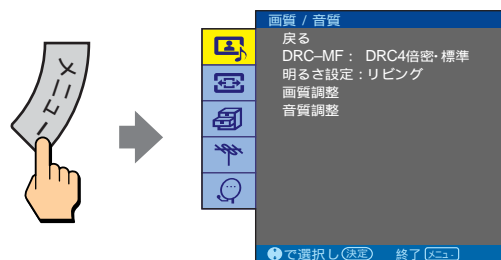 メニュー
画質 / 音質
戻る
DRC–MF： DRC4倍密･標準
明るさ設定：リビング
画質調整
音質調整
で選択し 決定 終了 メニュー